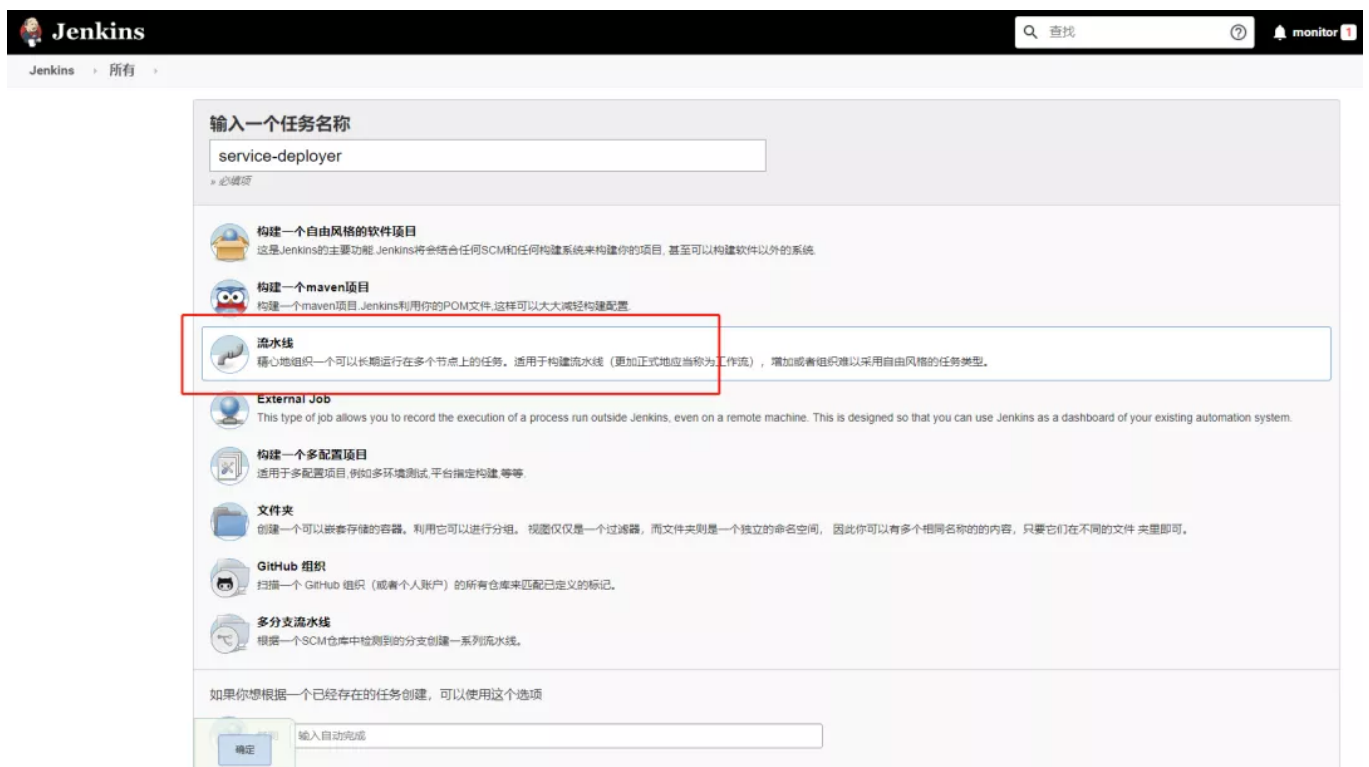 Jenkins
查找
monitor 1
Jenkins 所有
输入一个任务名称
service-deployer
» 必填项
构建一个自由风格的软件项目
这是Jenkins的主要功能.Jenkins将会结合任何SCM和任何构建系统来构建你的项目, 甚至可以构建软件以外的系统.
构建一个maven项目
构建一个maven项目.Jenkins利用你的POM文件,这样可以大大减轻构建配置.
流水线
精心地组织一个可以长期运行在多个节点上的任务。适用于构建流水线（更加正式地应当称为工作流），增加或者组织难以采用自由风格的任务类型。
External Job
This type of job allows you to record the execution of a process run outside Jenkins, even on a remote machine. This is designed so that you can use Jenkins as a dashboard of your existing automation system.
构建一个多配置项目
适用于多配置项目,例如多环境测试,平台指定构建,等等.
文件夹
创建一个可以嵌套存储的容器。利用它可以进行分组。 视图仅仅是一个过滤器，而文件夹则是一个独立的命名空间， 因此你可以有多个相同名称的的内容，只要它们在不同的文件 夹里即可。
GitHub 组织
扫描一个 GitHub 组织（或者个人账户）的所有仓库来匹配已定义的标记。
多分支流水线
根据一个SCM仓库中检测到的分支创建一系列流水线。
如果你想根据一个已经存在的任务创建，可以使用这个选项
输入自动完成
确定